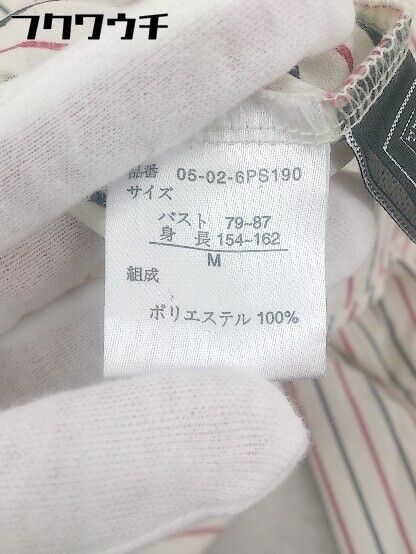 フクワウチ
品番 05-02-6PS190
サイズ
バスト 79~87
身 長 154~162
M
組成
ポリエステル 100%